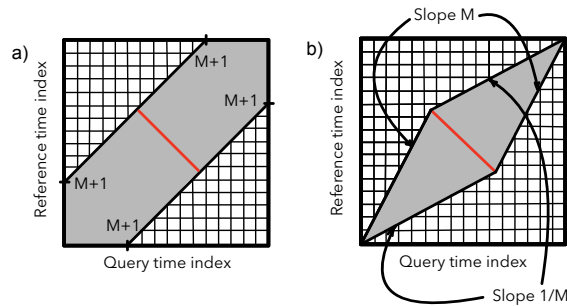 a)
M+1
M+1
M+1
M+1
Reference time index
Query time index
b)
Slope M
Reference time index
Query time index
Slope 1/M